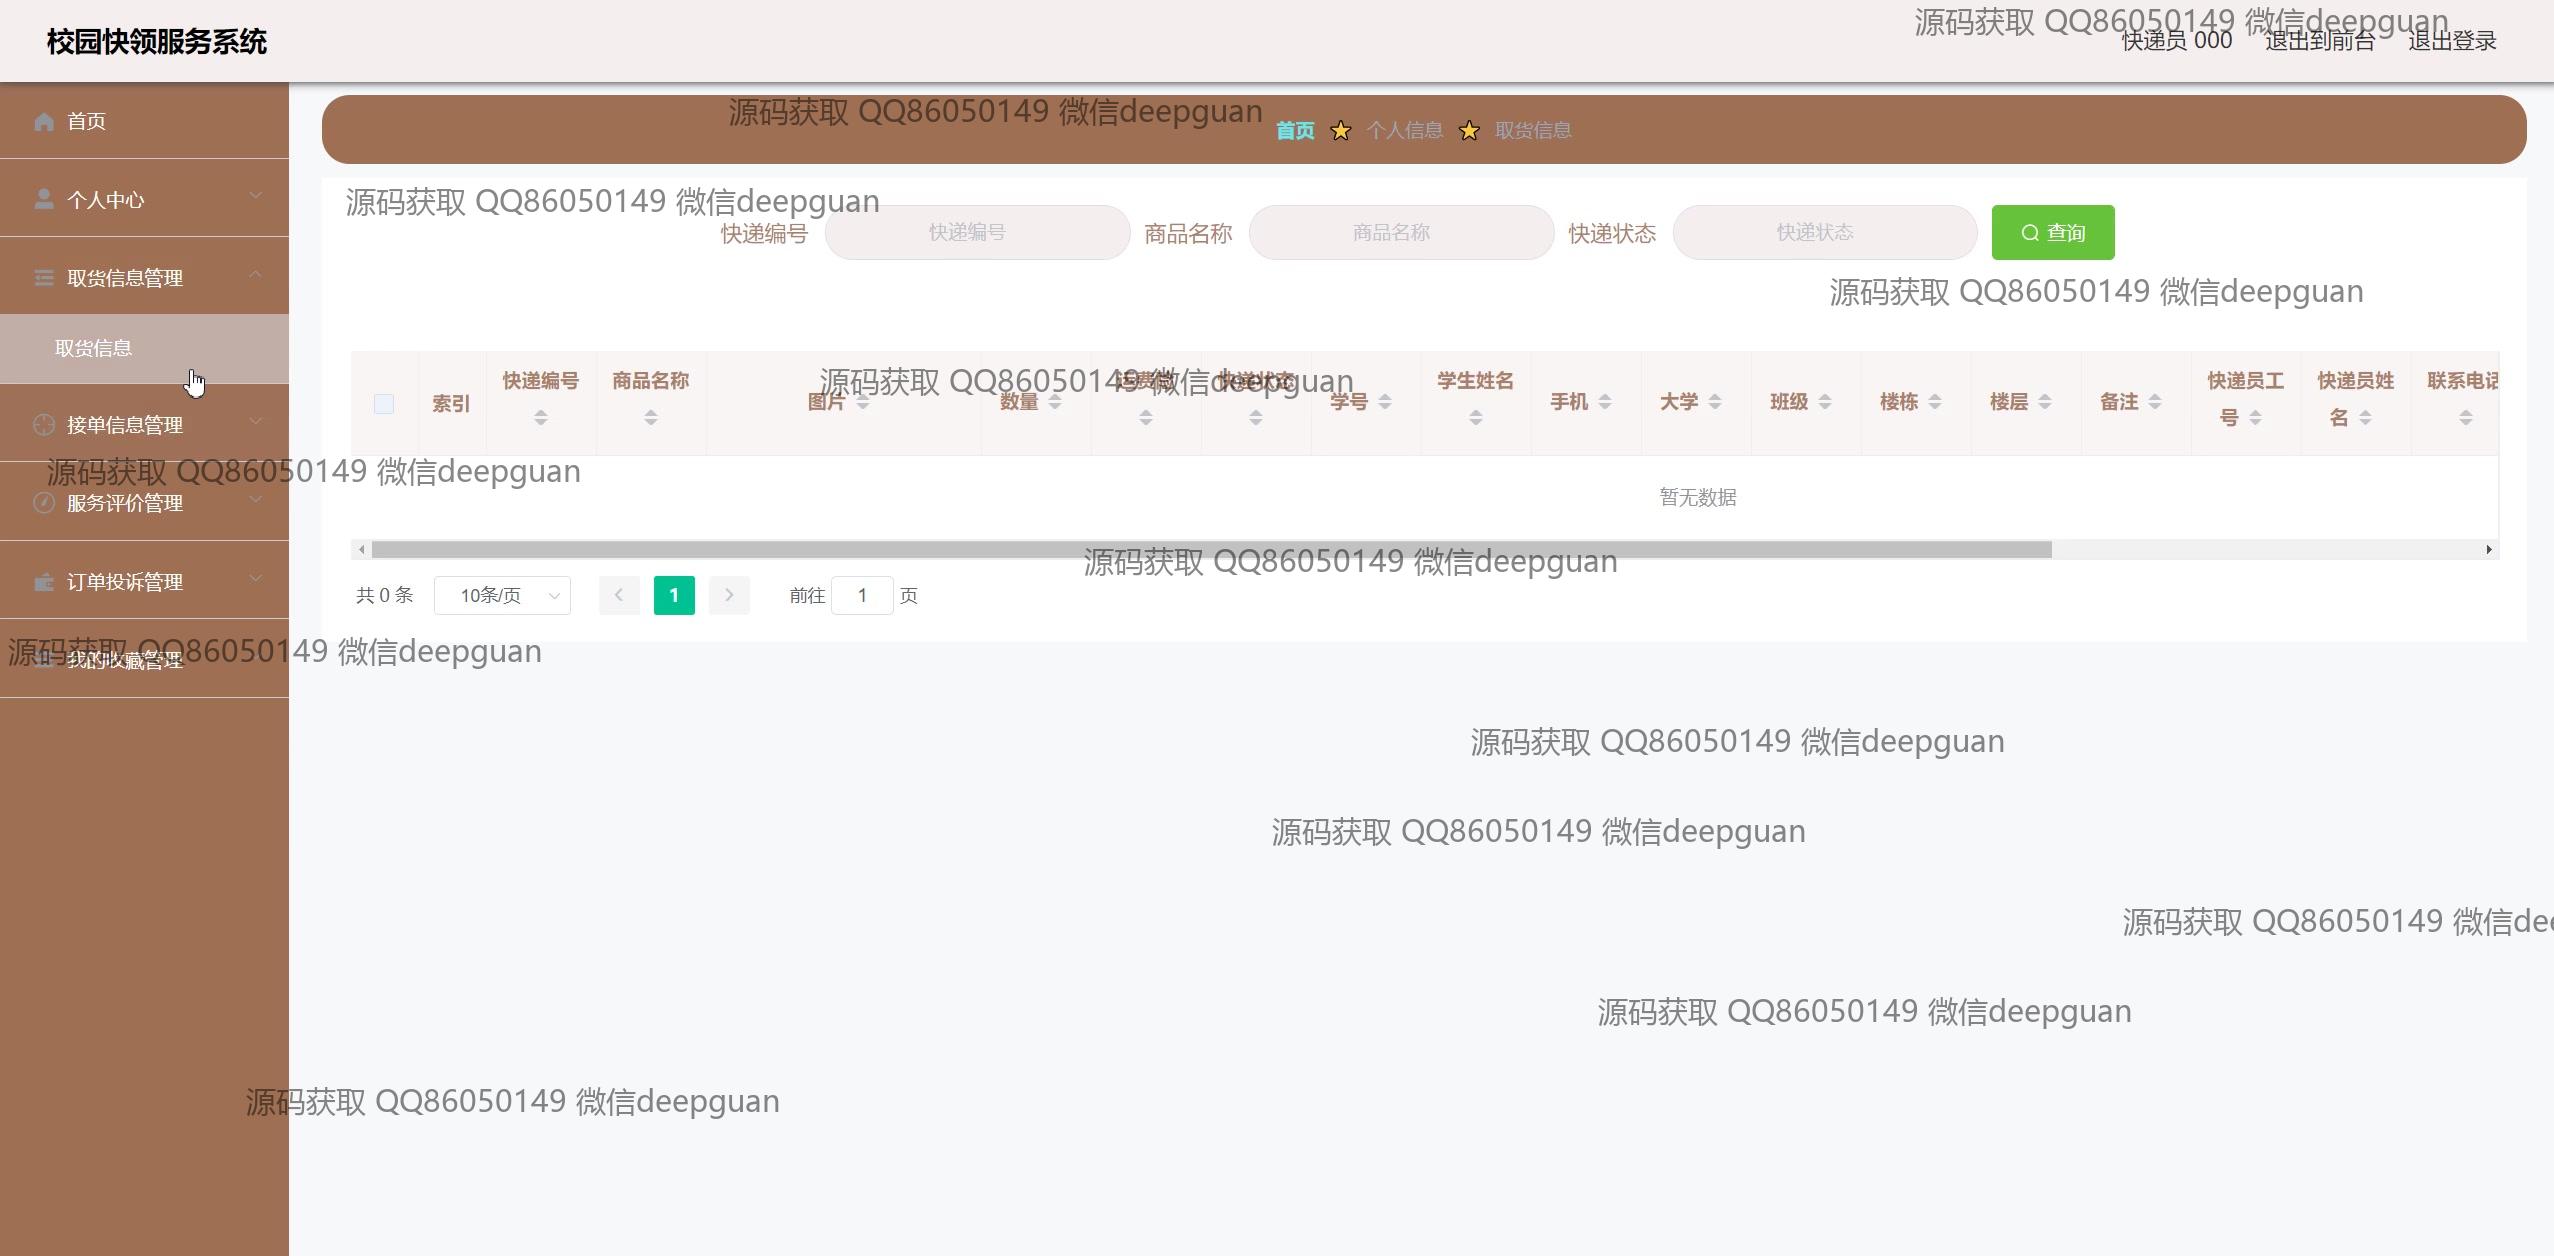 校园快领服务系统
源码获取 QQ86050149 微信deepguan
快递员 000 退出到前台 退出登录
首页
个人中心
取货信息管理
取货信息
接单信息管理
服务评价管理
订单投诉管理
我的收藏管理
源码获取 QQ86050149 微信deepguan
首页 个人信息 取货信息
源码获取 QQ86050149 微信deepguan
快递编号 快递编号 商品名称 商品名称 快递状态 快递状态 查询
源码获取 QQ86050149 微信deepguan
源码获取 QQ86050149 微信deepguan
索引 快递编号 商品名称 图片 数量 运费 快递状态 学号 学生姓名 手机 大学 班级 楼栋 楼层 备注 快递员工号 快递员姓名 联系电话
源码获取 QQ86050149 微信deepguan
暂无数据
源码获取 QQ86050149 微信deepguan
共 0 条 10条/页 1 前往 1 页
源码获取 QQ86050149 微信deepguan
源码获取 QQ86050149 微信deepguan
源码获取 QQ86050149 微信deepguan
源码获取 QQ86050149 微信dee
源码获取 QQ86050149 微信deepguan
源码获取 QQ86050149 微信deepguan